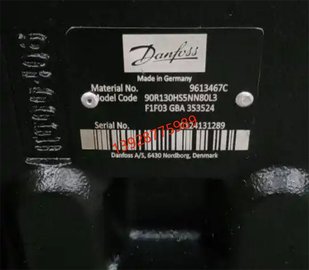 Danfoss
Made in Germany
Material No. 9613467C
Model Code 90R130HS5NN80L3
F1F03 GBA 353524
Serial No. 0124131289
Danfoss A/S, 6430 Nordborg, Denmark